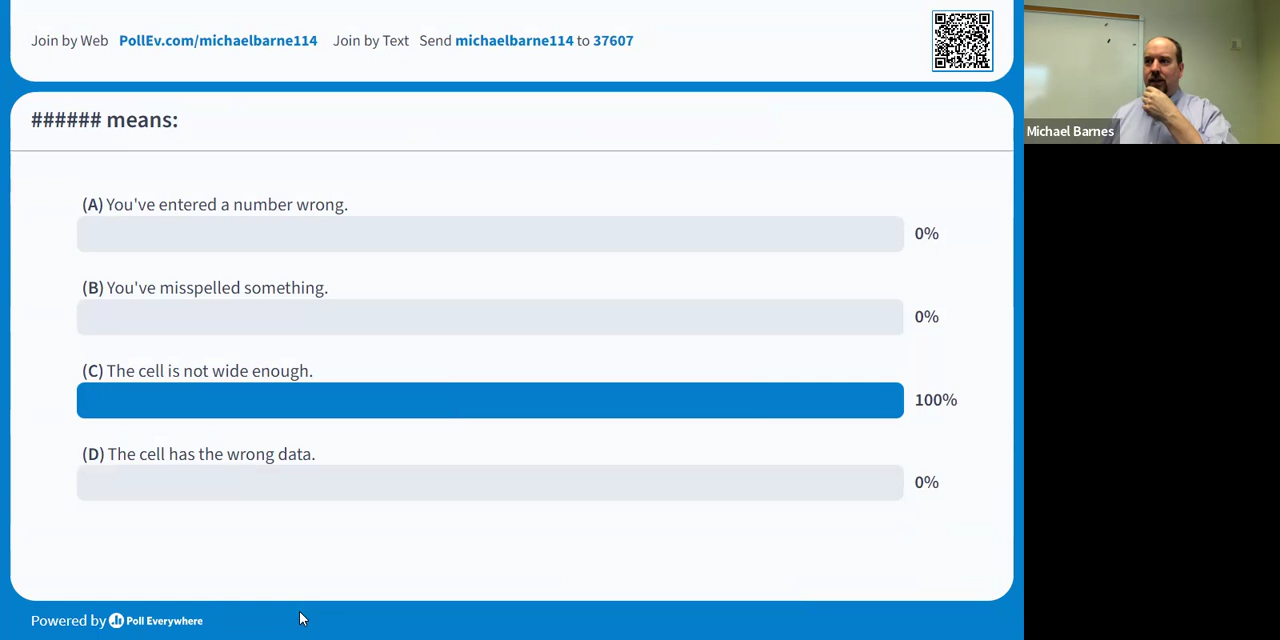 Join by Web PollEv.com/michaelbarne114 Join by Text Send michaelbarne114 to 37607
Michael Barnes
###### means:
(A) You've entered a number wrong.
0%
(B) You've misspelled something.
0%
(C) The cell is not wide enough.
100%
(D) The cell has the wrong data.
0%
Powered by Poll Everywhere